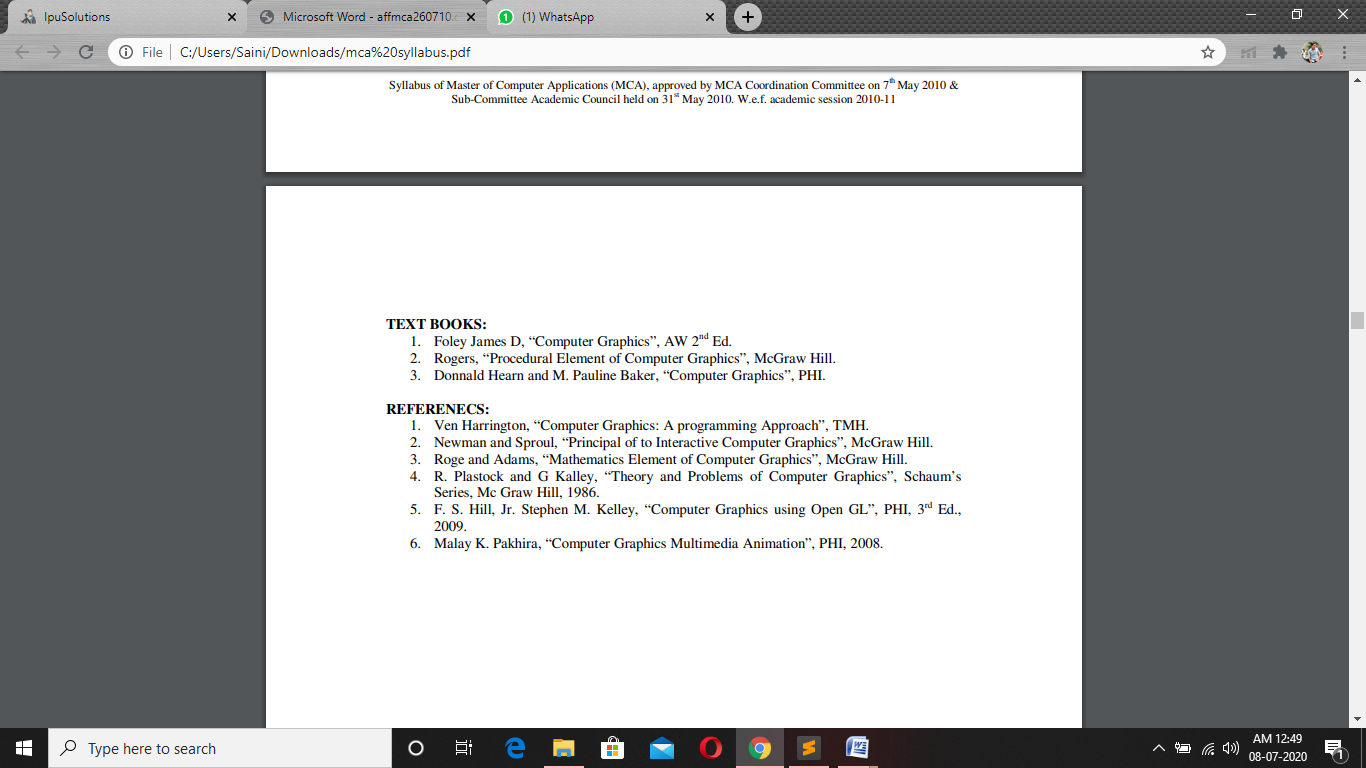 IpuSolutions
Microsoft Word - affmca260710.
1 (1) WhatsApp
File C:/Users/Saini/Downloads/mca%20syllabus.pdf
Syllabus of Master of Computer Applications (MCA), approved by MCA Coordination Committee on 7th May 2010 &
Sub-Committee Academic Council held on 31st May 2010. W.e.f. academic session 2010-11
TEXT BOOKS:
1. Foley James D, “Computer Graphics”, AW 2nd Ed.
2. Rogers, “Procedural Element of Computer Graphics”, McGraw Hill.
3. Donnald Hearn and M. Pauline Baker, “Computer Graphics”, PHI.
REFERENECS:
1. Ven Harrington, “Computer Graphics: A programming Approach”, TMH.
2. Newman and Sproul, “Principal of to Interactive Computer Graphics”, McGraw Hill.
3. Roge and Adams, “Mathematics Element of Computer Graphics”, McGraw Hill.
4. R. Plastock and G Kalley, “Theory and Problems of Computer Graphics”, Schaum’s
Series, Mc Graw Hill, 1986.
5. F. S. Hill, Jr. Stephen M. Kelley, “Computer Graphics using Open GL”, PHI, 3rd Ed.,
2009.
6. Malay K. Pakhira, “Computer Graphics Multimedia Animation”, PHI, 2008.
Type here to search
AM 12:49
08-07-2020
1